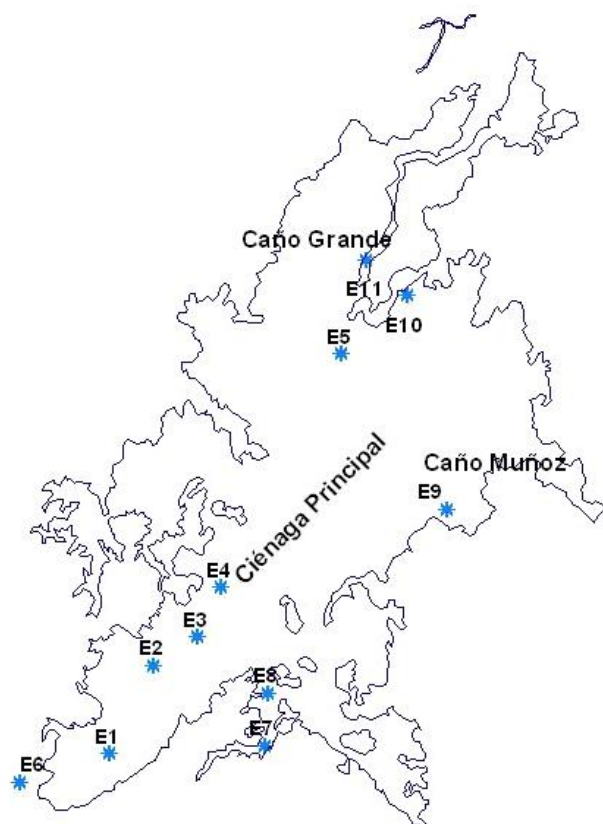 Caño Grande
E11
E10
E5
Caño Muñoz
E9
Ciénaga Principal
E4
E3
E2
E8
E7
E1
E6